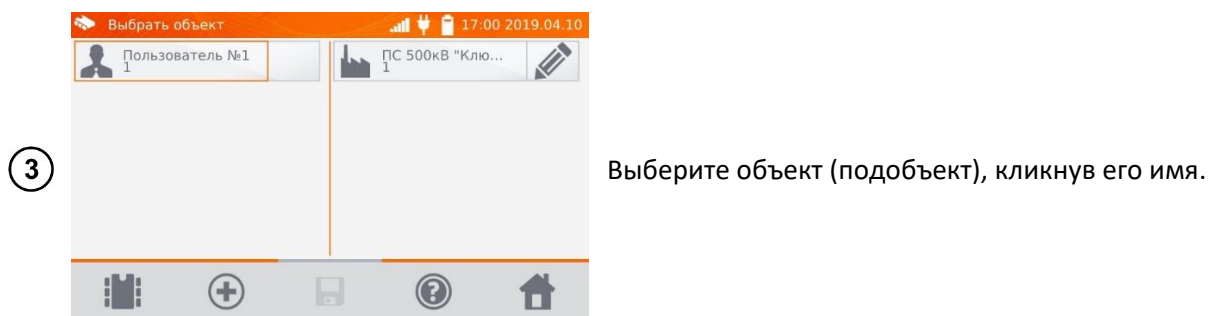 Выбрать объект 17:00 2019.04.10
Пользователь №1
1
ПС 500кВ "Клю...
1
3
Выберите объект (подобъект), кликнув его имя.